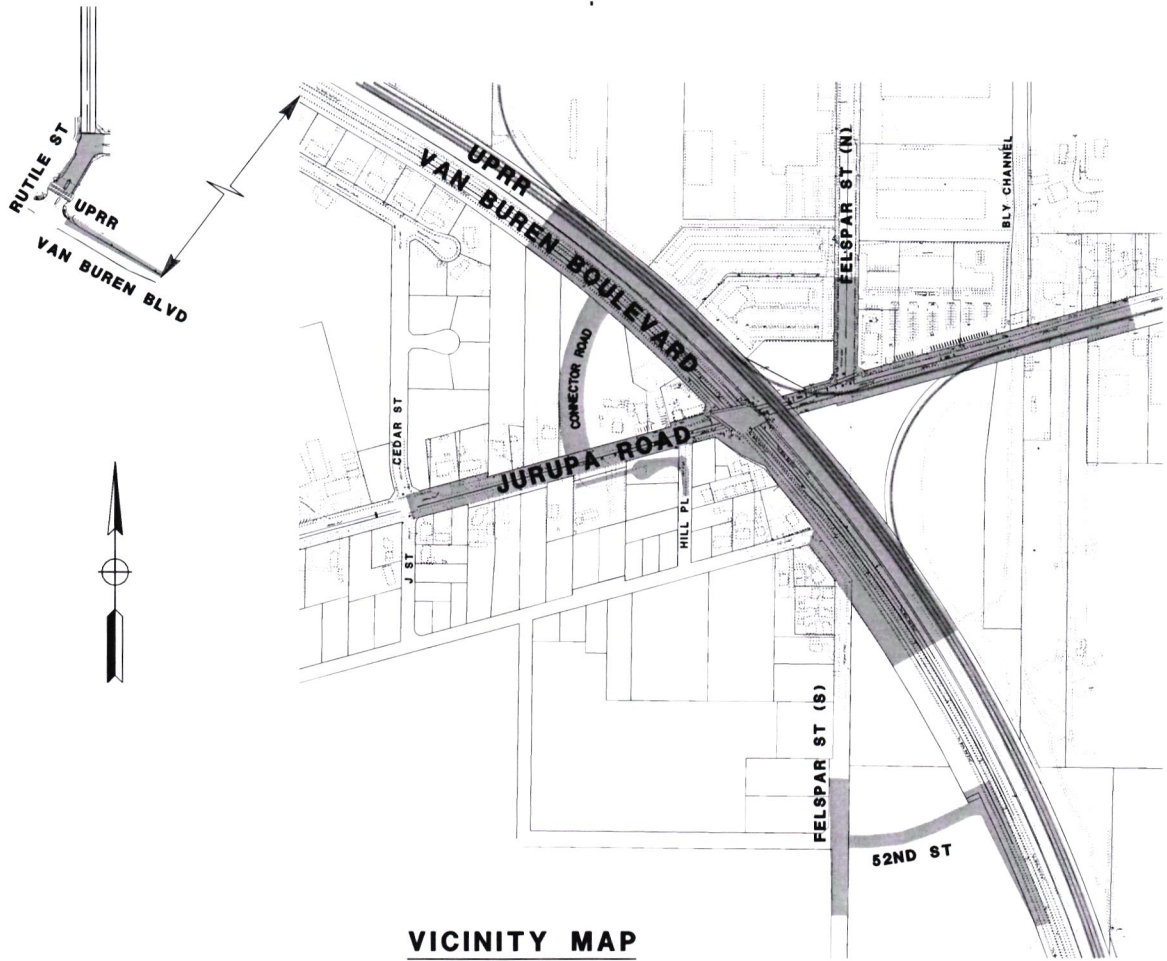 RUTILE ST
UPRR
VAN BUREN BLVD
UPRR
VAN BUREN BOULEVARD
FELSPAR ST (N)
BLY CHANNEL
CONNECTOR ROAD
CEDAR ST
JURUPA ROAD
HILL PL
J ST
FELSPAR ST (S)
52ND ST
VICINITY MAP